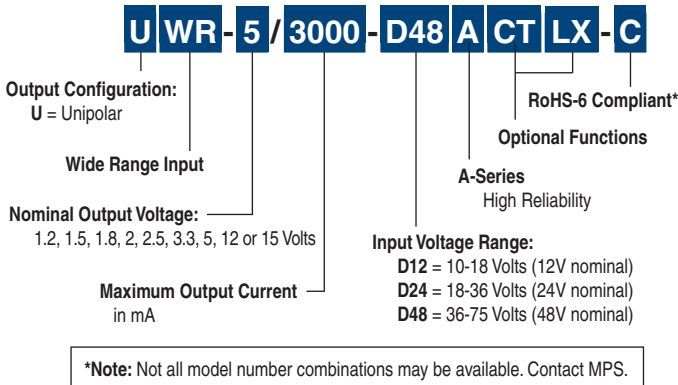 U WR - 5 / 3000 - D48 A CT LX - C
Output Configuration:
U = Unipolar
Wide Range Input
Nominal Output Voltage:
1.2, 1.5, 1.8, 2, 2.5, 3.3, 5, 12 or 15 Volts
Maximum Output Current
in mA
RoHS-6 Compliant*
Optional Functions
A-Series
High Reliability
Input Voltage Range:
D12 = 10-18 Volts (12V nominal)
D24 = 18-36 Volts (24V nominal)
D48 = 36-75 Volts (48V nominal)
*Note: Not all model number combinations may be available. Contact MPS.